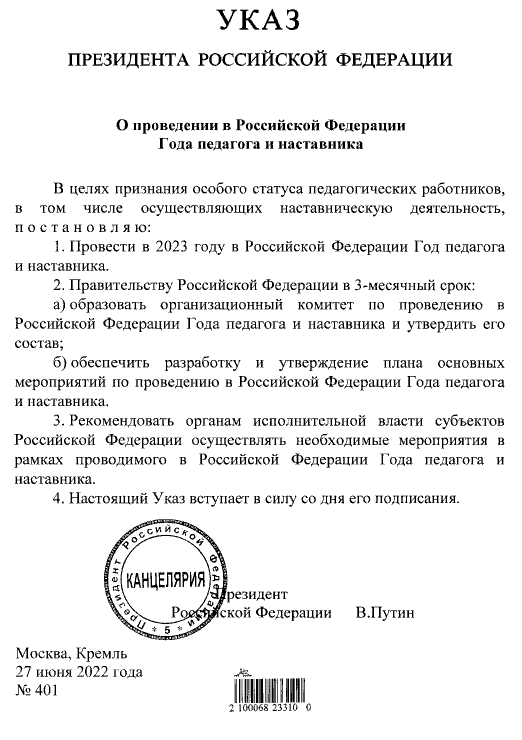 УКАЗ
ПРЕЗИДЕНТА РОССИЙСКОЙ ФЕДЕРАЦИИ
О проведении в Российской Федерации
Года педагога и наставника
В целях признания особого статуса педагогических работников,
в том числе осуществляющих наставническую деятельность,
п о с т а н о в л я ю:
1. Провести в 2023 году в Российской Федерации Год педагога
и наставника.
2. Правительству Российской Федерации в 3-месячный срок:
а) образовать организационный комитет по проведению в
Российской Федерации Года педагога и наставника и утвердить его
состав;
б) обеспечить разработку и утверждение плана основных
мероприятий по проведению в Российской Федерации Года педагога
и наставника.
3. Рекомендовать органам исполнительной власти субъектов
Российской Федерации осуществлять необходимые мероприятия в
рамках проводимого в Российской Федерации Года педагога и
наставника.
4. Настоящий Указ вступает в силу со дня его подписания.
Президент Российской Федерации
КАНЦЕЛЯРИЯ
* 5 *
Президент
Российской Федерации В.Путин
Москва, Кремль
27 июня 2022 года
№ 401
2 100068 23310 0